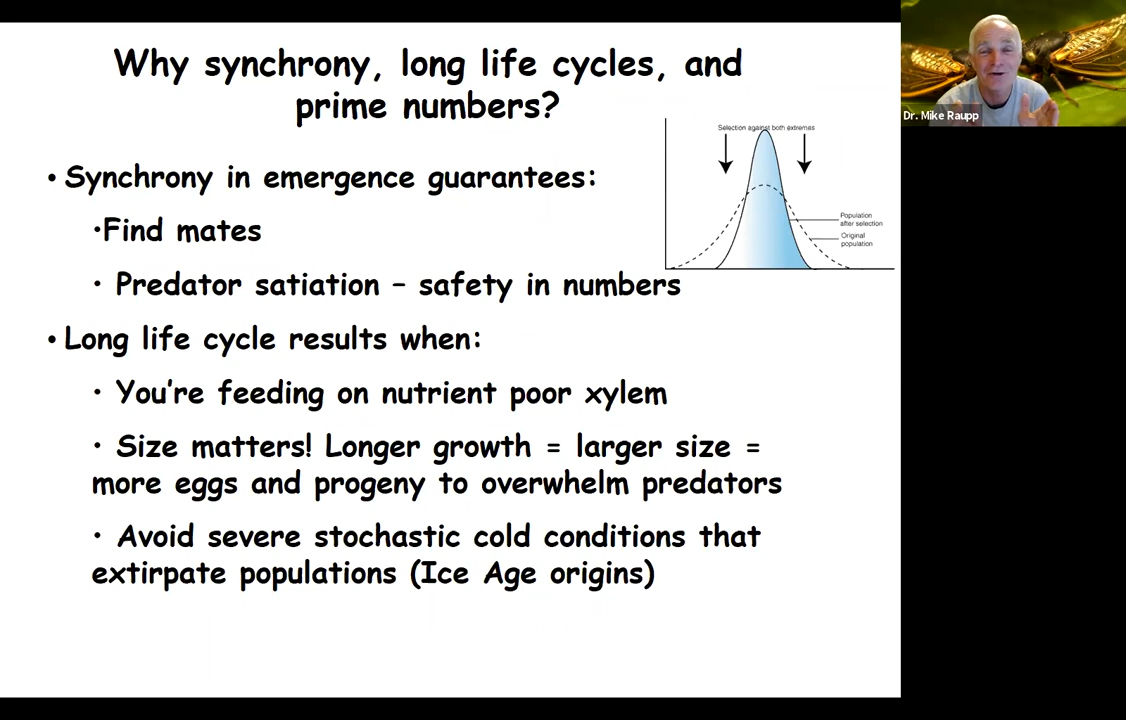 Why synchrony, long life cycles, and
prime numbers?
Selection against both extremes
Population
after selection
Original
population
• Synchrony in emergence guarantees:
•Find mates
• Predator satiation – safety in numbers
• Long life cycle results when:
• You're feeding on nutrient poor xylem
• Size matters! Longer growth = larger size =
more eggs and progeny to overwhelm predators
• Avoid severe stochastic cold conditions that
extirpate populations (Ice Age origins)
Dr. Mike Raupp